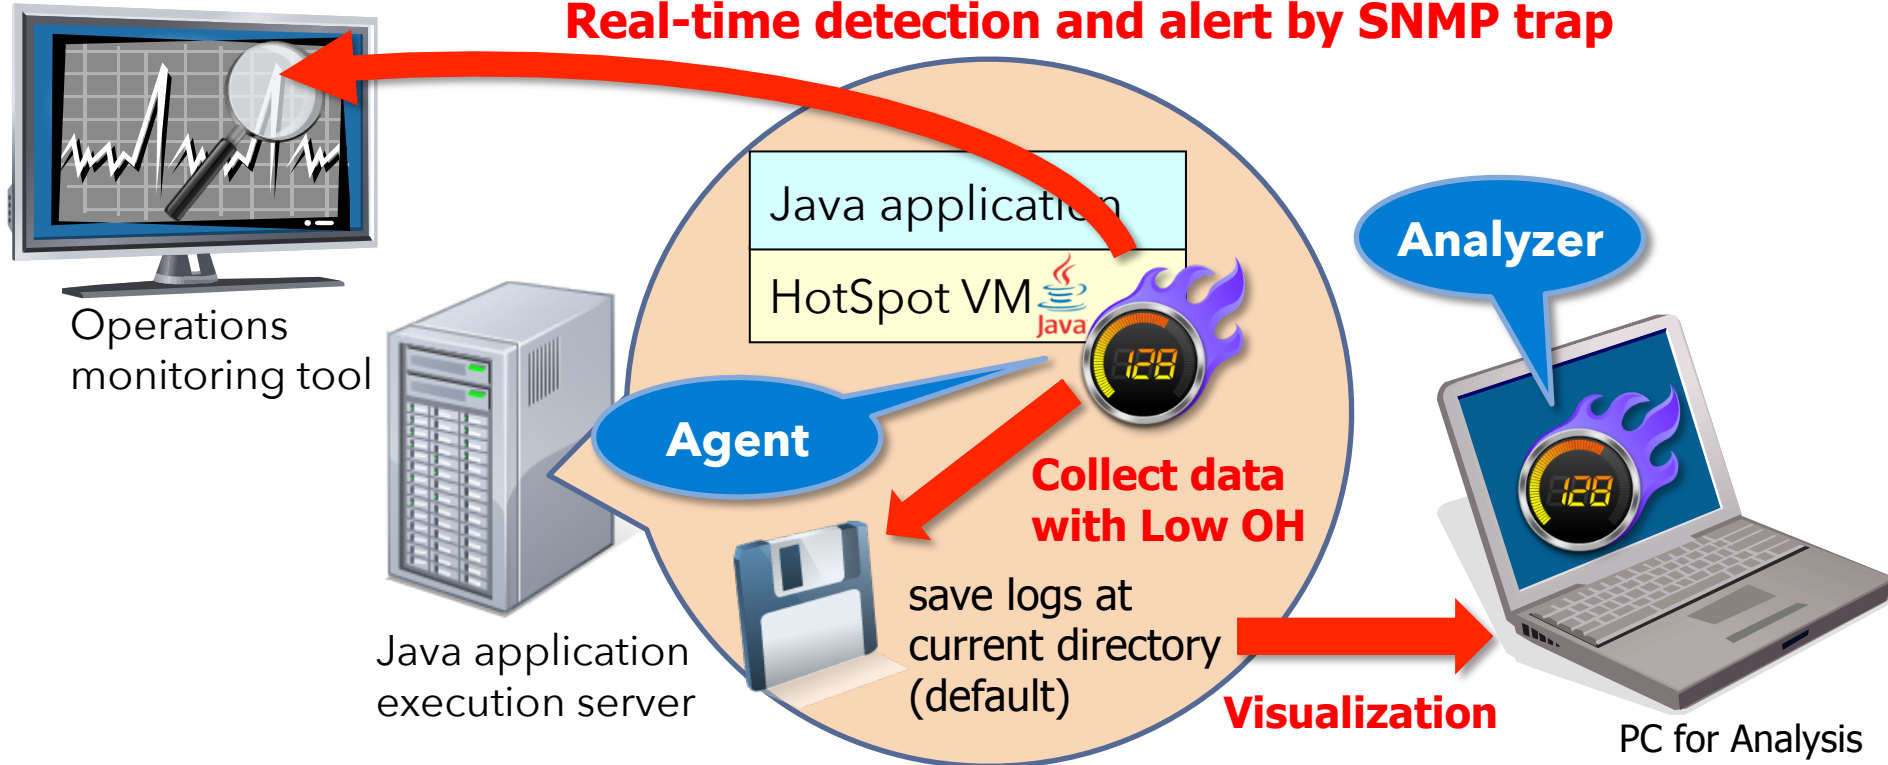 Real-time detection and alert by SNMP trap
Java application
HotSpot VM
Java
128
Agent
Analyzer
128
Operations
monitoring tool
Collect data
with Low OH
save logs at
current directory
(default)
Java application
execution server
Visualization
PC for Analysis